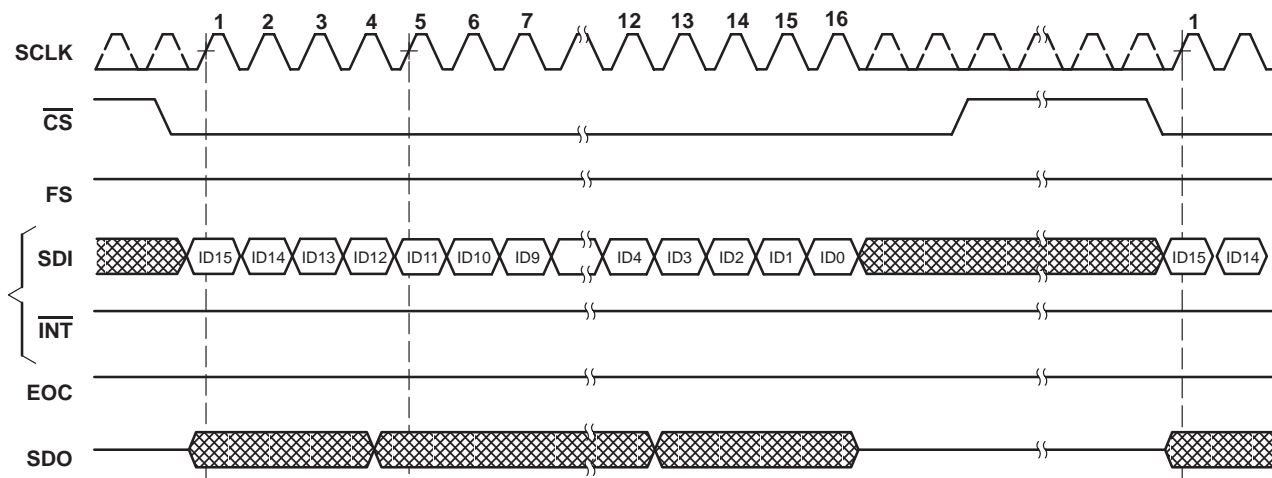 1 2 3 4 5 6 7 12 13 14 15 16 1
SCLK
CS
FS
SDI ID15 ID14 ID13 ID12 ID11 ID10 ID9 ID4 ID3 ID2 ID1 ID0 ID15 ID14
INT
EOC
SDO